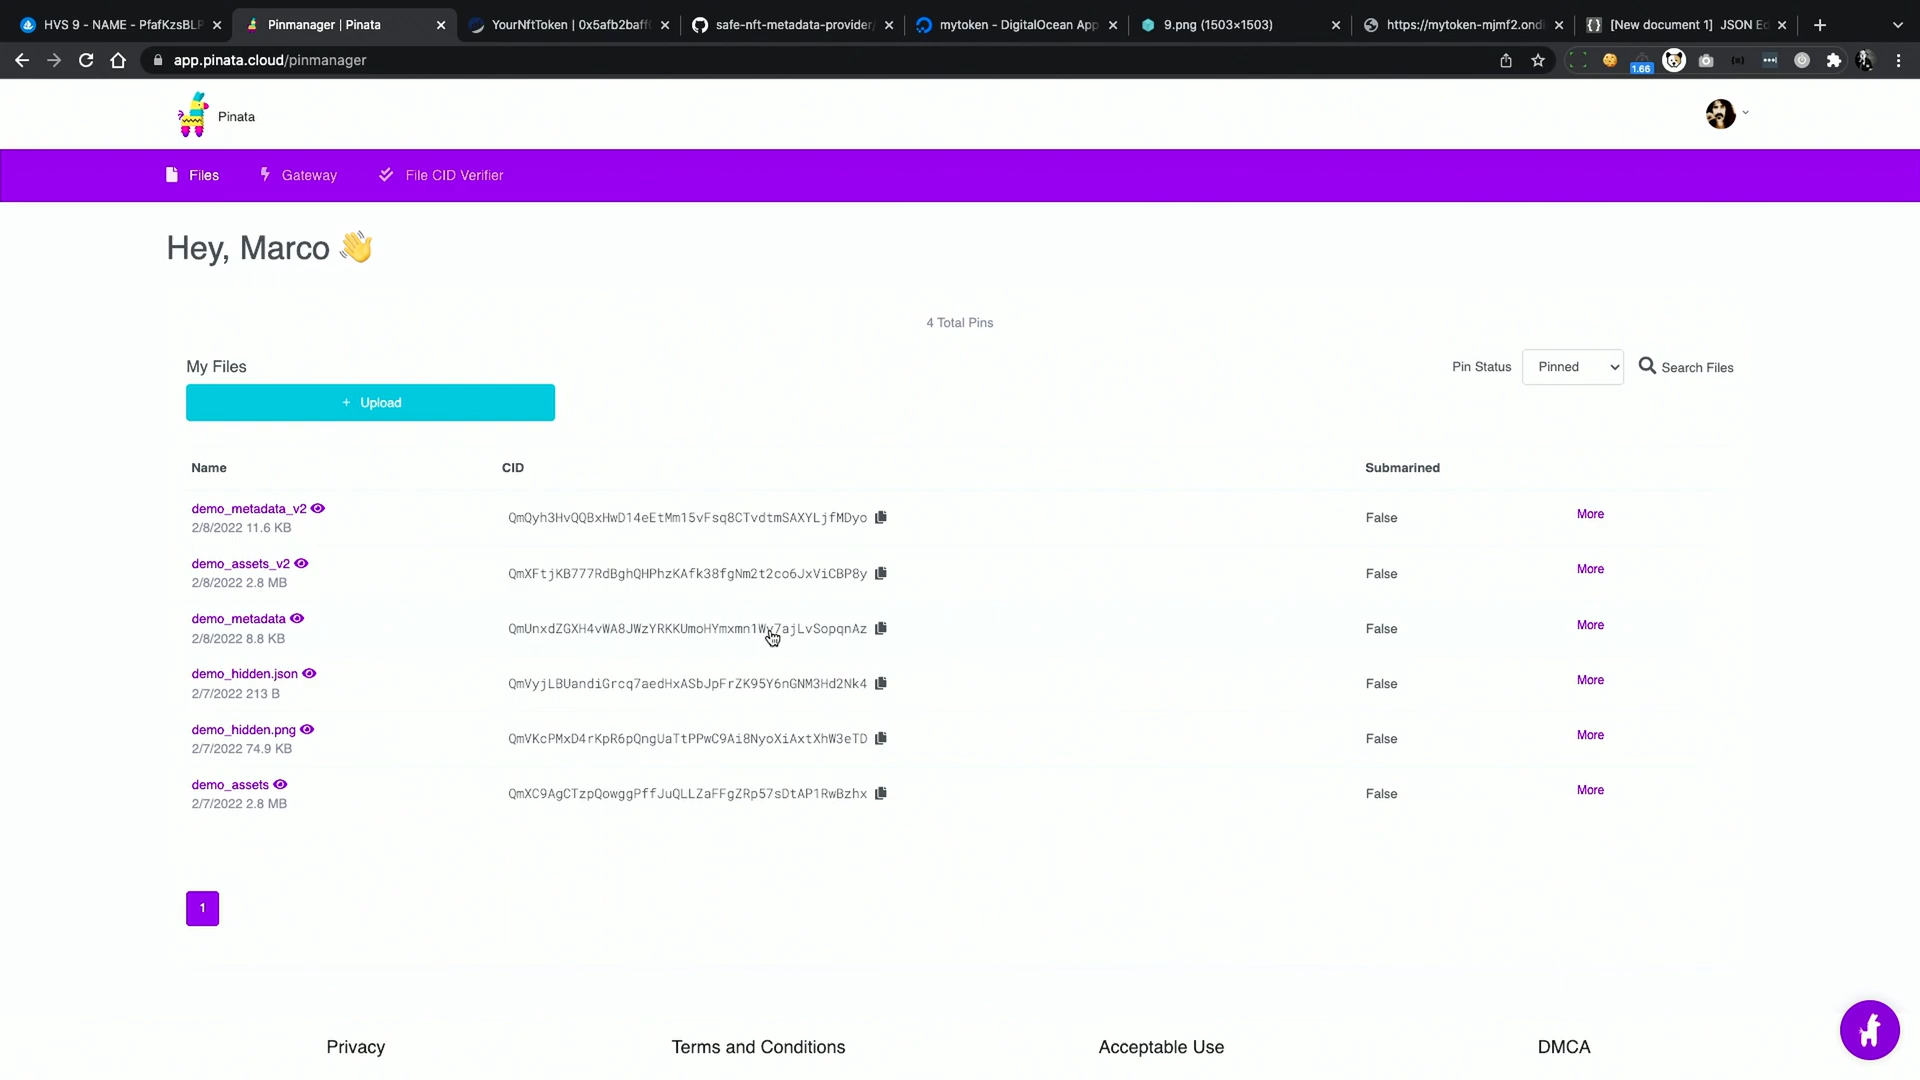 HVS 9 - NAME - PfafKzsBLP
Pinmanager | Pinata
YourNftToken | 0x5afb2baff
safe-nft-metadata-provider/
mytoken - DigitalOcean App
9.png (1503×1503)
https://mytoken-mjmf2.ondi
[New document 1] JSON Ed
app.pinata.cloud/pinmanager
1.66
Pinata
Files
Gateway
File CID Verifier
Hey, Marco 👋
4 Total Pins
My Files
Pin Status
Pinned
Search Files
+ Upload
Name
CID
Submarined
demo_metadata_v2
QmQyh3HvQQBxHwD14eEtMm15vFsq8CTvdtmSAXYLjfMDyo
False
More
2/8/2022 11.6 KB
demo_assets_v2
QmXFtjKB777RdBghQHPhzKAfk38fgNm2t2co6JxViCBP8y
False
More
2/8/2022 2.8 MB
demo_metadata
False
More
2/8/2022 8.8 KB
demo_hidden.json
QmVyjLBUandiGrcq7aedHxASbJpFrZK95Y6nGNM3Hd2Nk4
False
More
2/7/2022 213 B
demo_hidden.png
QmVKcPMxD4rKpR6pQngUaTtPPwC9Ai8NyoXiAxtXhW3eTD
False
More
2/7/2022 74.9 KB
demo_assets
QmXC9AgCTzpQowggPffJuQLLZaFFgZRp57sDtAP1RwBzhx
False
More
2/7/2022 2.8 MB
1
Privacy
Terms and Conditions
Acceptable Use
DMCA